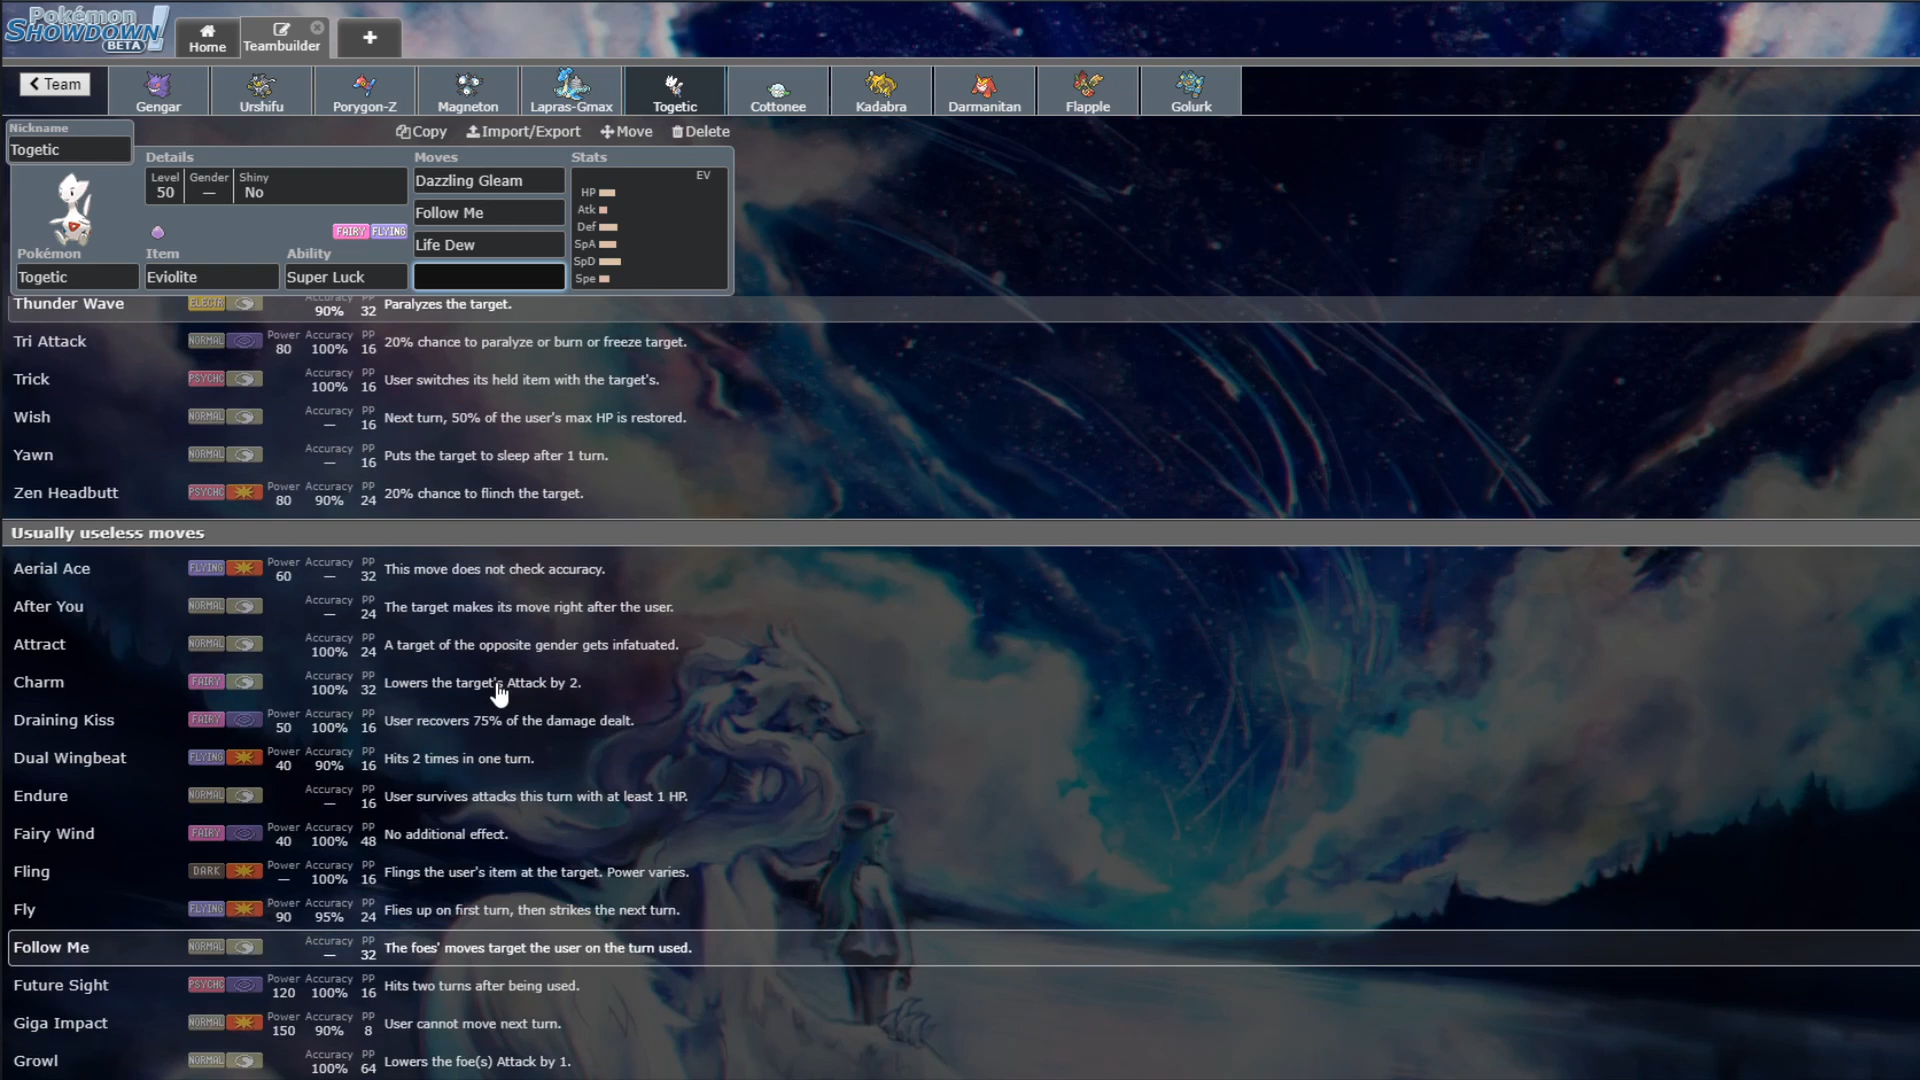 Pokémon
SHOWDOWN!
BETA
Home
Teambuilder
+
Team
Gengar
Urshifu
Porygon-Z
Magneton
Lapras-Gmax
Togetic
Cottonee
Kadabra
Darmanitan
Flapple
Golurk
Copy Import/Export Move Delete
Nickname
Togetic
Details
Level Gender Shiny
50 — No
FAIRY FLYING
Pokémon Item Ability
Togetic Eviolite Super Luck
Moves
Dazzling Gleam
Follow Me
Life Dew
Stats
EV
HP
Atk
Def
SpA
SpD
Spe
Thunder Wave ELECTR Accuracy 90% PP 32 Paralyzes the target.
Tri Attack NORMAL Power 80 Accuracy 100% PP 16 20% chance to paralyze or burn or freeze target.
Trick PSYCHC Accuracy 100% PP 16 User switches its held item with the target's.
Wish NORMAL Accuracy — PP 16 Next turn, 50% of the user's max HP is restored.
Yawn NORMAL Accuracy — PP 16 Puts the target to sleep after 1 turn.
Zen Headbutt PSYCHC Power 80 Accuracy 90% PP 24 20% chance to flinch the target.
Usually useless moves
Aerial Ace FLYING Power 60 Accuracy — PP 32 This move does not check accuracy.
After You NORMAL Accuracy — PP 24 The target makes its move right after the user.
Attract NORMAL Accuracy 100% PP 24 A target of the opposite gender gets infatuated.
Charm FAIRY Accuracy 100% PP 32 Lowers the target's Attack by 2.
Draining Kiss FAIRY Power 50 Accuracy 100% PP 16 User recovers 75% of the damage dealt.
Dual Wingbeat FLYING Power 40 Accuracy 90% PP 16 Hits 2 times in one turn.
Endure NORMAL Accuracy — PP 16 User survives attacks this turn with at least 1 HP.
Fairy Wind FAIRY Power 40 Accuracy 100% PP 48 No additional effect.
Fling DARK Power — Accuracy 100% PP 16 Flings the user's item at the target. Power varies.
Fly FLYING Power 90 Accuracy 95% PP 24 Flies up on first turn, then strikes the next turn.
Follow Me NORMAL Accuracy — PP 32 The foes' moves target the user on the turn used.
Future Sight PSYCHC Power 120 Accuracy 100% PP 16 Hits two turns after being used.
Giga Impact NORMAL Power 150 Accuracy 90% PP 8 User cannot move next turn.
Growl NORMAL Accuracy 100% PP 64 Lowers the foe(s) Attack by 1.